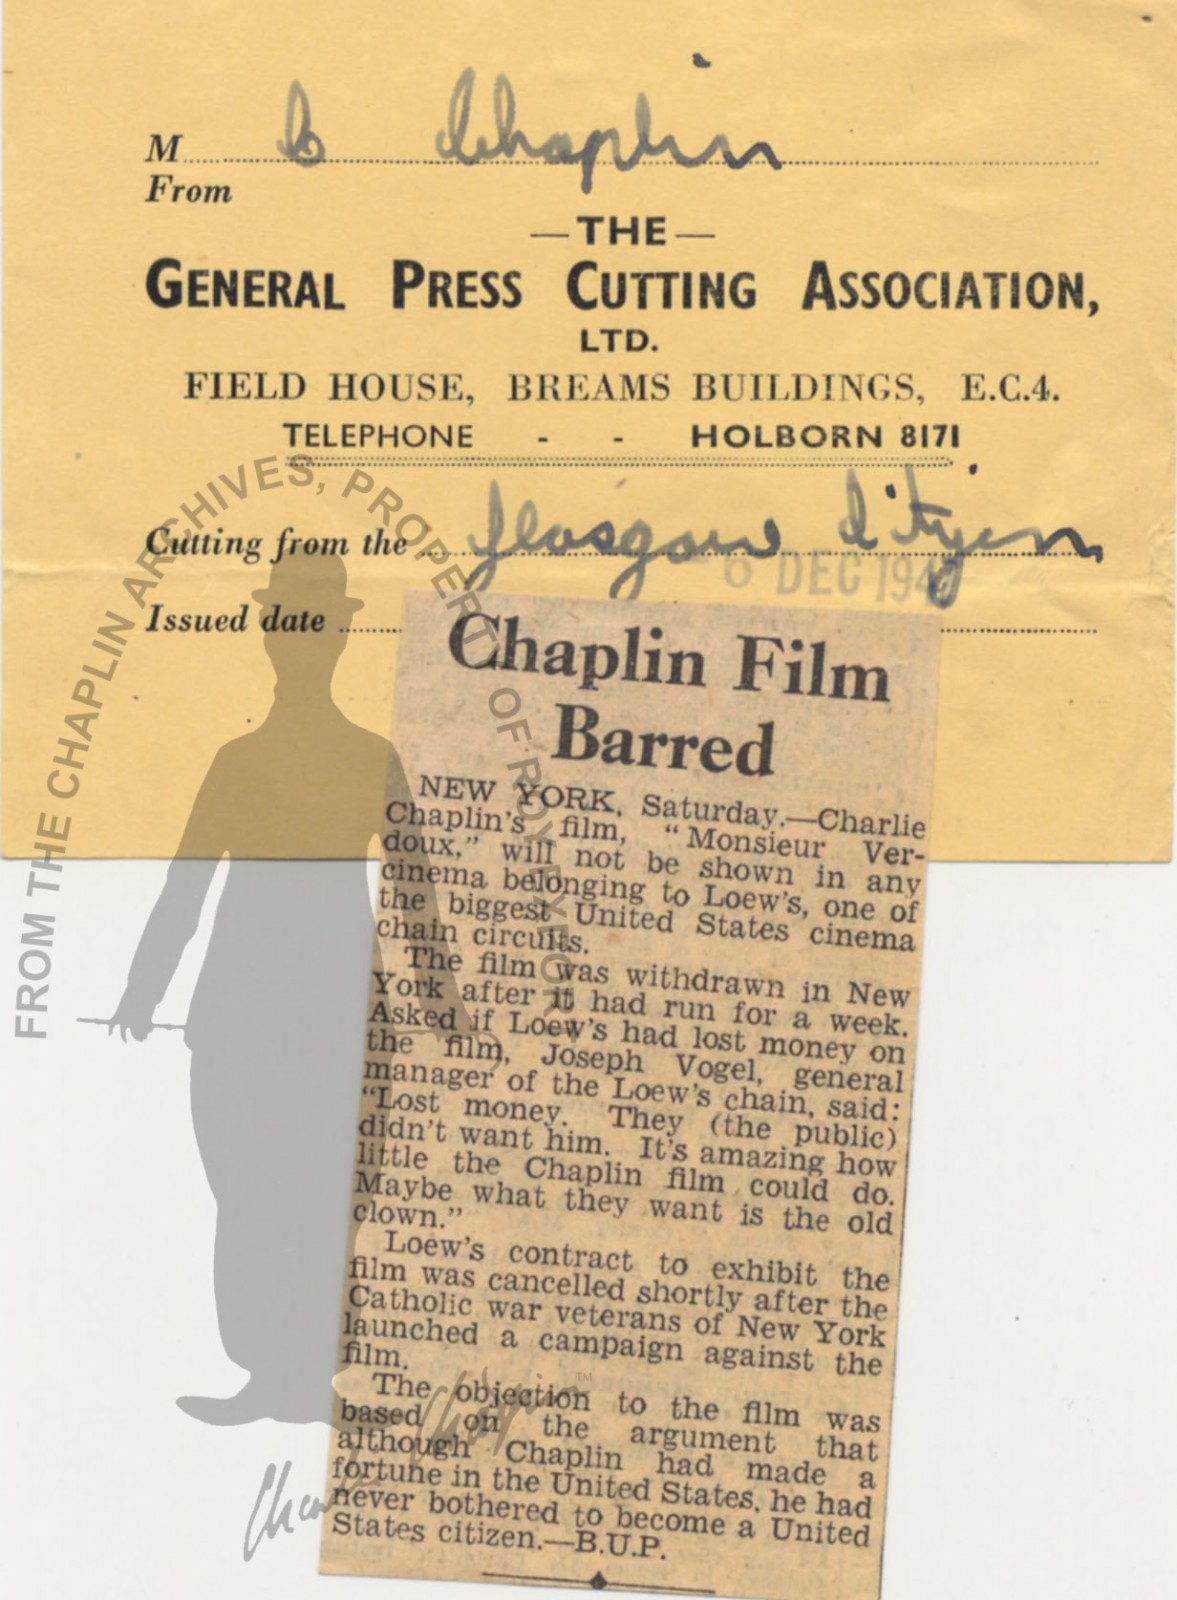 M C Chaplin
From
—THE—
GENERAL PRESS CUTTING ASSOCIATION,
LTD.
FIELD HOUSE, BREAMS BUILDINGS, E.C.4.
TELEPHONE - - HOLBORN 8171
Cutting from the Glasgow Citizen
6 DEC 194
Issued date
Chaplin Film
Barred
NEW YORK, Saturday.—Charlie
Chaplin's film, "Monsieur Ver-
doux," will not be shown in any
cinema belonging to Loew's, one of
the biggest United States cinema
chain circuits.
The film was withdrawn in New
York after it had run for a week.
Asked if Loew's had lost money on
the film, Joseph Vogel, general
manager of the Loew's chain, said:
"Lost money. They (the public)
didn't want him. It's amazing how
little the Chaplin film could do.
Maybe what they want is the old
clown."
Loew's contract to exhibit the
film was cancelled shortly after the
Catholic war veterans of New York
launched a campaign against the
film.
The objection to the film was
based on the argument that
although Chaplin had made a
fortune in the United States, he had
never bothered to become a United
States citizen.—B.U.P.
FROM THE CHAPLIN ARCHIVES, PROPERTY OF ROY EXPORT
Charlie Chaplin ™